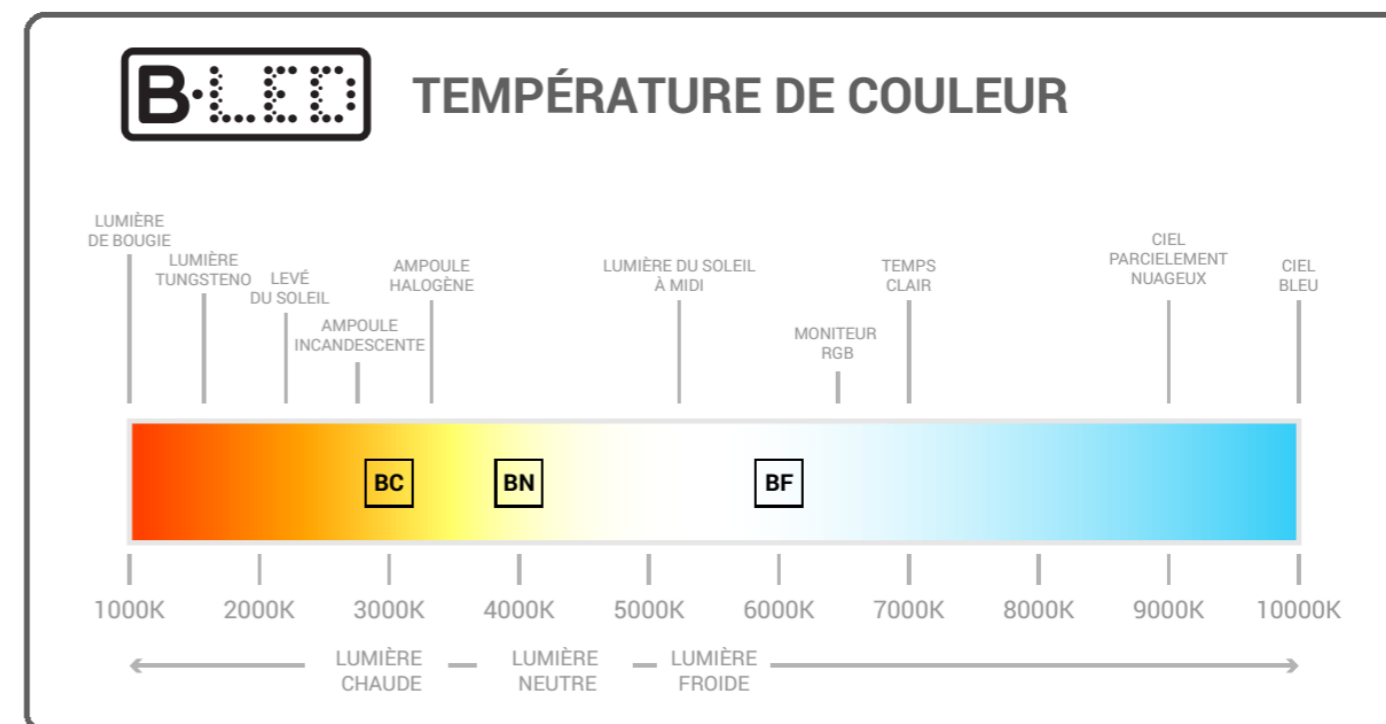 B·LED
TEMPÉRATURE DE COULEUR
LUMIÈRE
DE BOUGIE
LUMIÈRE
TUNGSTENO
LEVÉ
DU SOLEIL
AMPOULE
INCANDESCENTE
AMPOULE
HALOGÈNE
LUMIÈRE DU SOLEIL
À MIDI
MONITEUR
RGB
TEMPS
CLAIR
CIEL
PARCIELEMENT
NUAGEUX
CIEL
BLEU
BC
BN
BF
1000K
2000K
3000K
4000K
5000K
6000K
7000K
8000K
9000K
10000K
LUMIÈRE
CHAUDE
LUMIÈRE
NEUTRE
LUMIÈRE
FROIDE